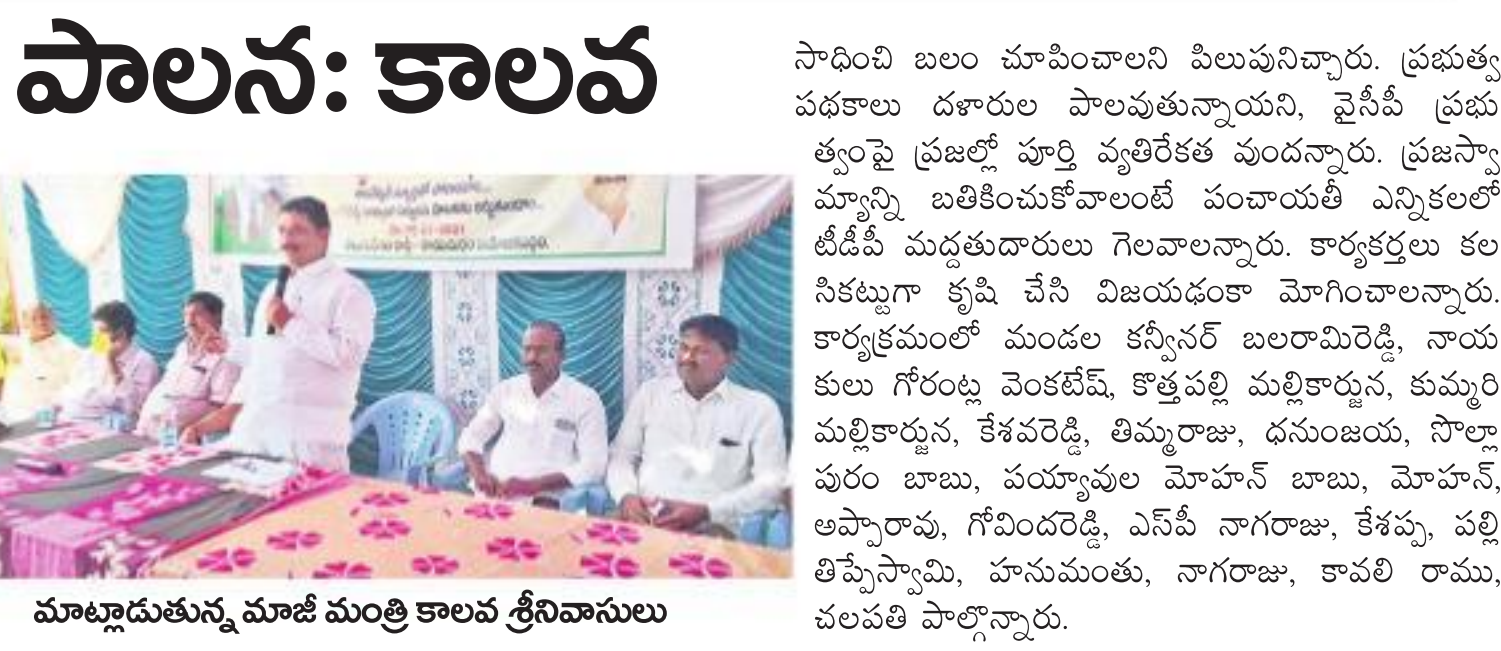 పాలన: కాలవ
మాట్లాడుతున్న మాజీ మంత్రి కాలవ శ్రీనివాసులు
సాధించి బలం చూపించాలని పిలుపునిచ్చారు. ప్రభుత్వ
పథకాలు దళారుల పాలవుతున్నాయని, వైసీపీ ప్రభు
త్వంపై ప్రజల్లో పూర్తి వ్యతిరేకత వుందన్నారు. ప్రజస్వా
మ్యాన్ని బతికించుకోవాలంటే పంచాయతీ ఎన్నికలలో
టీడీపీ మద్దతుదారులు గెలవాలన్నారు. కార్యకర్తలు కల
సికట్టుగా కృషి చేసి విజయఢంకా మోగించాలన్నారు.
కార్యక్రమంలో మండల కన్వీనర్ బలరామిరెడ్డి, నాయ
కులు గోరంట్ల వెంకటేష్, కొత్తపల్లి మల్లికార్జున, కుమ్మరి
మల్లికార్జున, కేశవరెడ్డి, తిమ్మరాజు, ధనుంజయ, సొల్లా
పురం బాబు, పయ్యావుల మోహన్ బాబు, మోహన్,
అప్పారావు, గోవిందరెడ్డి, ఎస్‌పీ నాగరాజు, కేశప్ప, పల్లి
తిప్పేస్వామి, హనుమంతు, నాగరాజు, కావలి రాము,
చలపతి పాల్గొన్నారు.